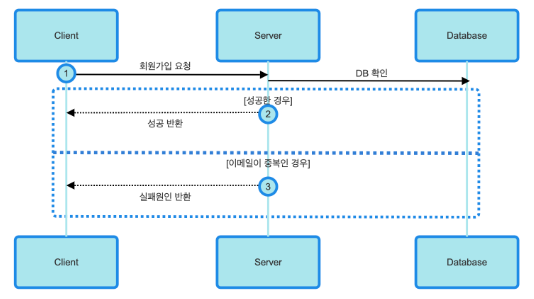 Client
Server
Database
회원가입 요청
1
DB 확인
[성공한 경우]
2
성공 반환
[이메일이 중복인 경우]
3
실패원인 반환
Client
Server
Database